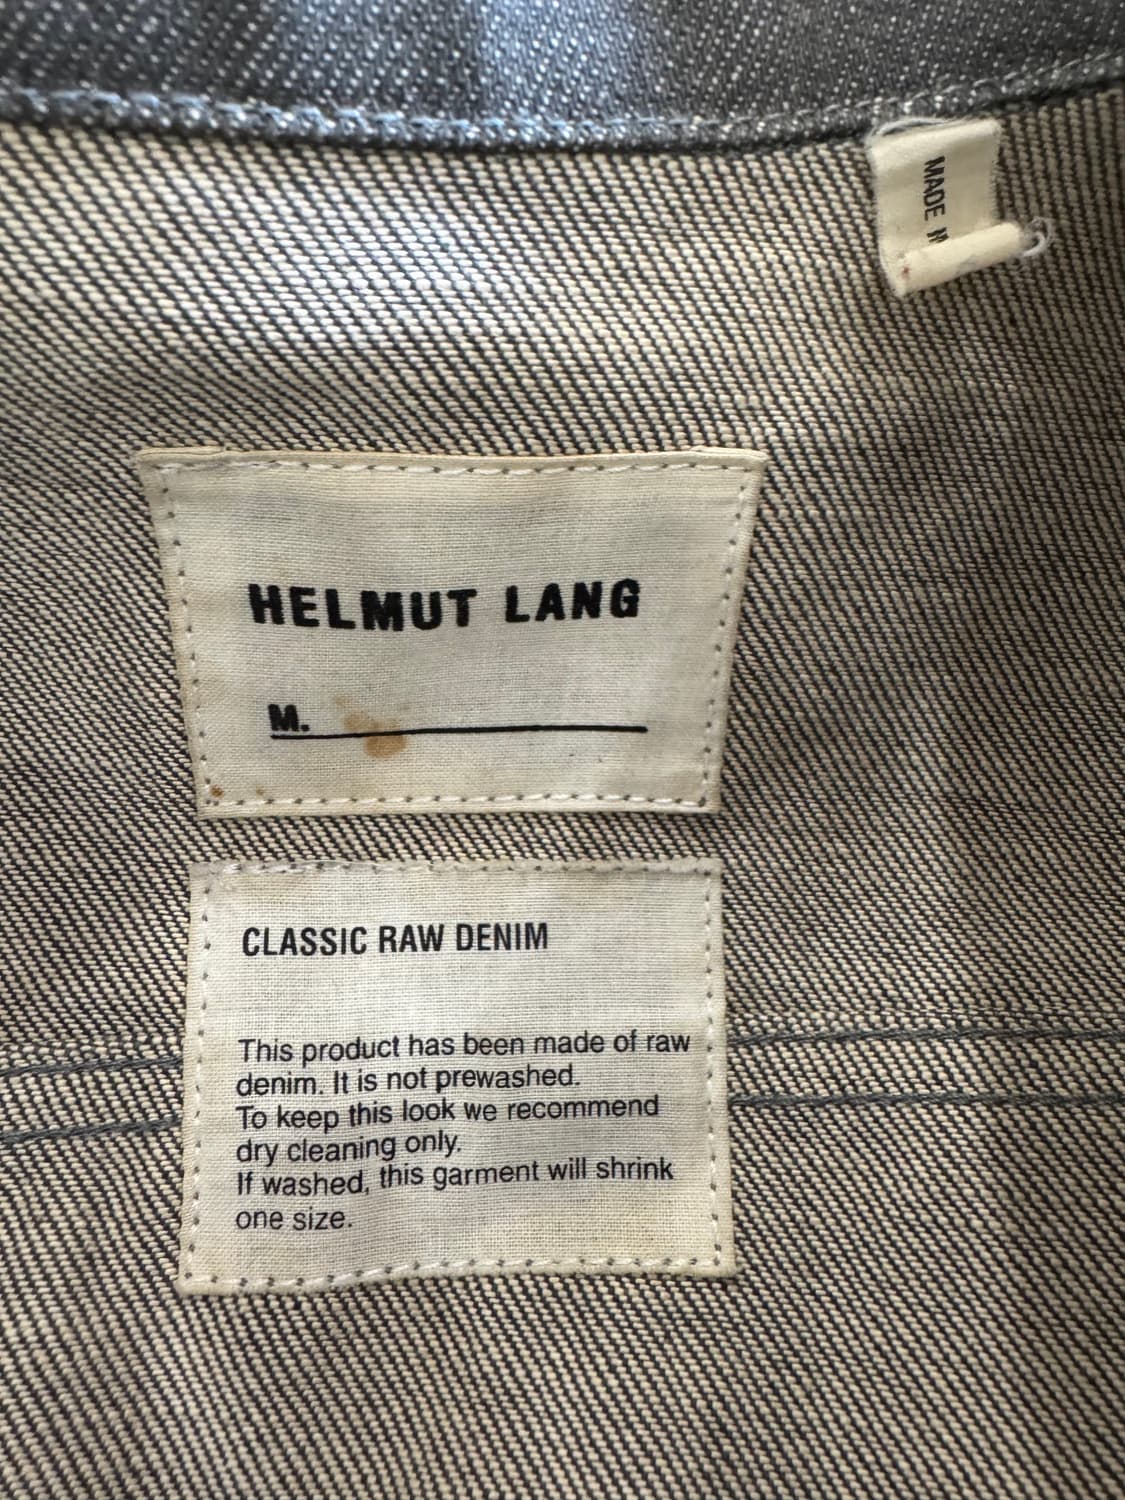 MADE
HELMUT LANG
M.
CLASSIC RAW DENIM
This product has been made of raw
denim. It is not prewashed.
To keep this look we recommend
dry cleaning only.
If washed, this garment will shrink
one size.